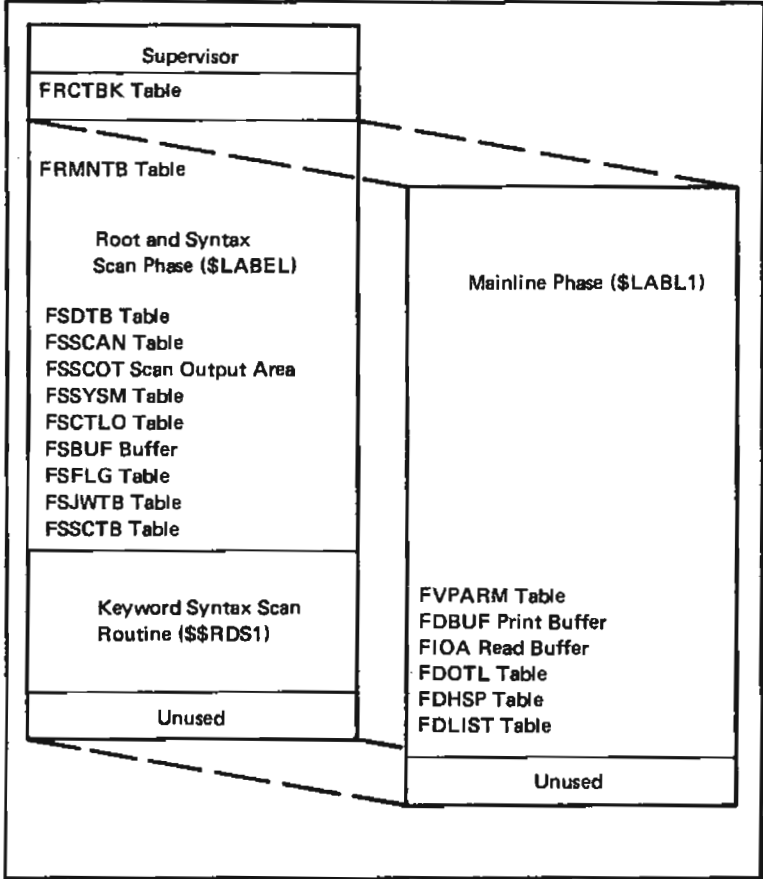 Supervisor
FRCTBK Table
FRMNTB Table
Root and Syntax
Scan Phase ($LABEL)
FSDTB Table
FSSCAN Table
FSSCOT Scan Output Area
FSSYSM Table
FSCTLO Table
FSBUF Buffer
FSFLG Table
FSJWTB Table
FSSCTB Table
Keyword Syntax Scan
Routine ($$RDS1)
Unused
Mainline Phase ($LABL1)
FVPARM Table
FDBUF Print Buffer
FIOA Read Buffer
FDOTL Table
FDHSP Table
FDLIST Table
Unused